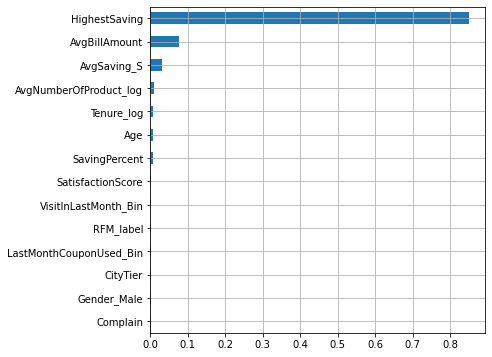 HighestSaving
AvgBillAmount
AvgSaving_S
AvgNumberOfProduct_log
Tenure_log
Age
SavingPercent
SatisfactionScore
VisitInLastMonth_Bin
RFM_label
LastMonthCouponUsed_Bin
CityTier
Gender_Male
Complain
0.0 0.1 0.2 0.3 0.4 0.5 0.6 0.7 0.8